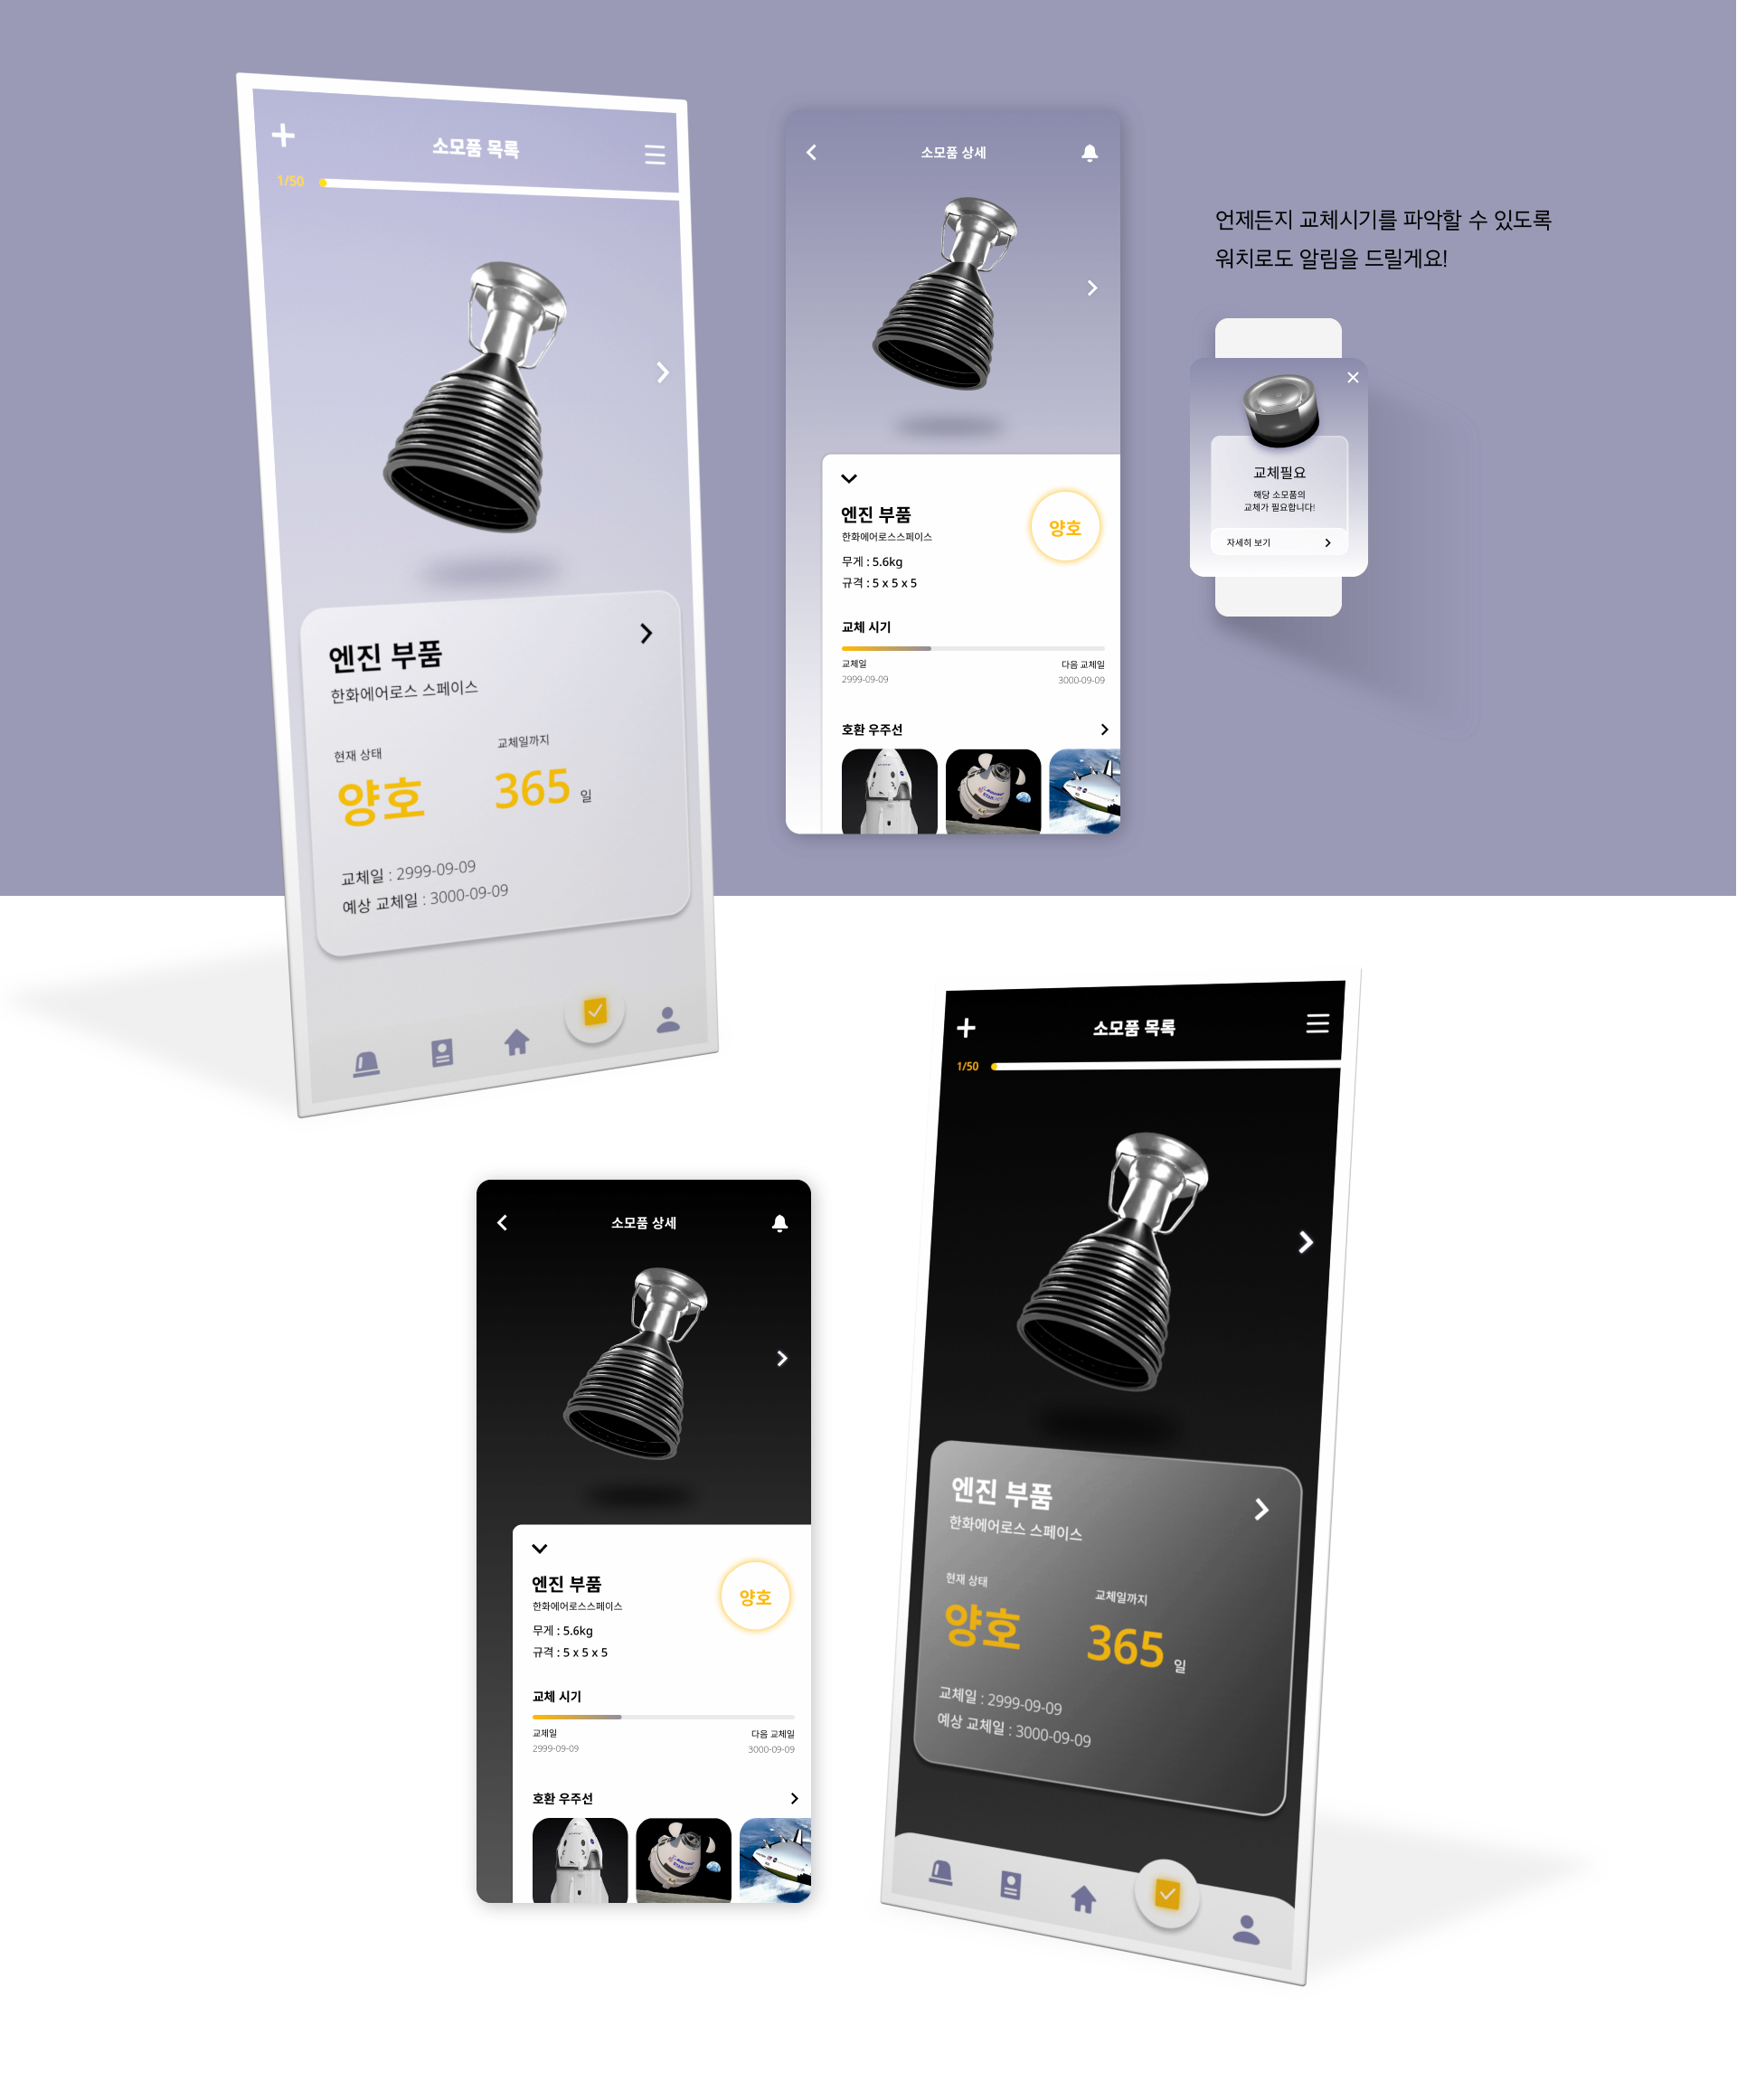 소모품 목록
1/50
엔진 부품
한화에어로스 스페이스
현재 상태
교체일까지
양호
365 일
교체일 : 2999-09-09
예상 교체일 : 3000-09-09
소모품 상세
엔진 부품
양호
한화에어로스스페이스
무게 : 5.6kg
규격 : 5 x 5 x 5
교체 시기
교체일
다음 교체일
2999-09-09
3000-09-09
호환 우주선
언제든지 교체시기를 파악할 수 있도록
워치로도 알림을 드릴게요!
교체필요
해당 소모품의
교체가 필요합니다!
자세히 보기
소모품 상세
엔진 부품
양호
한화에어로스스페이스
무게 : 5.6kg
규격 : 5 x 5 x 5
교체 시기
교체일
다음 교체일
2999-09-09
3000-09-09
호환 우주선
소모품 목록
1/50
엔진 부품
한화에어로스 스페이스
현재 상태
교체일까지
양호
365 일
교체일 : 2999-09-09
예상 교체일 : 3000-09-09